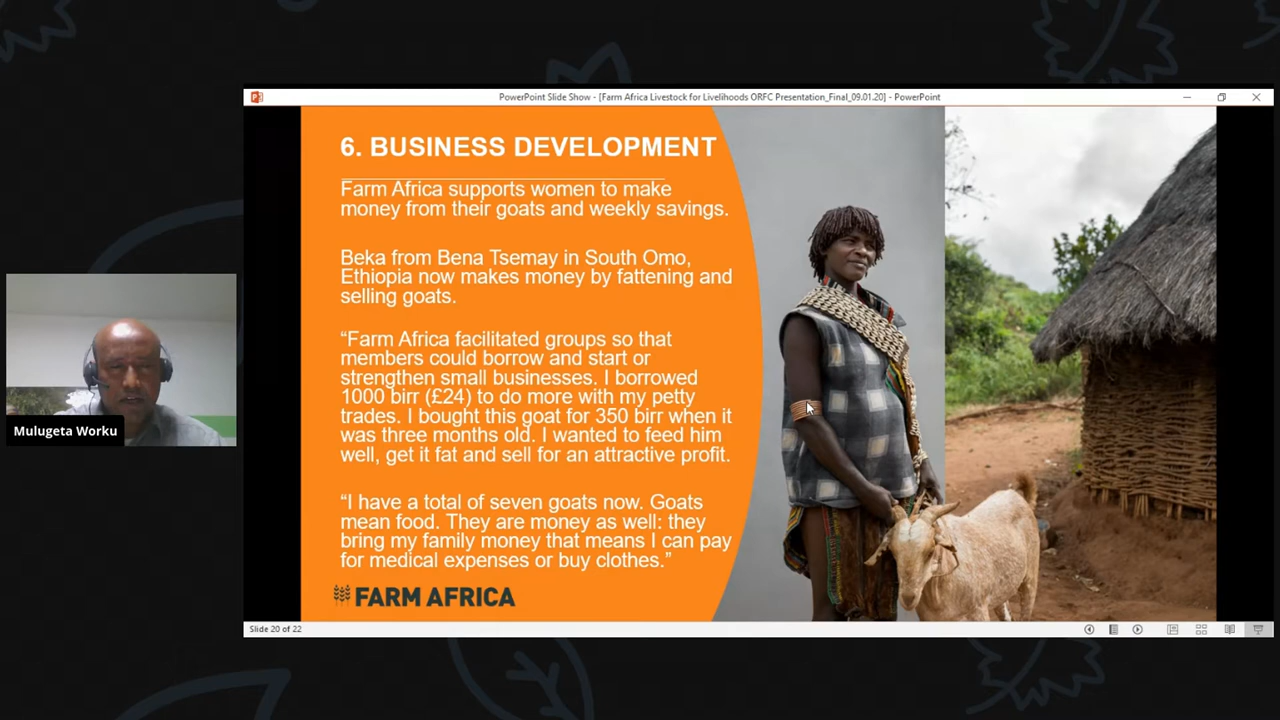 PowerPoint Slide Show - [Farm Africa Livestock for Livelihoods ORFC Presentation_Final_09.01.20] - PowerPoint
6. BUSINESS DEVELOPMENT
Farm Africa supports women to make
money from their goats and weekly savings.
Beka from Bena Tsemay in South Omo,
Ethiopia now makes money by fattening and
selling goats.
“Farm Africa facilitated groups so that
members could borrow and start or
strengthen small businesses. I borrowed
1000 birr (£24) to do more with my petty
trades. I bought this goat for 350 birr when it
was three months old. I wanted to feed him
well, get it fat and sell for an attractive profit.
“I have a total of seven goats now. Goats
mean food. They are money as well: they
bring my family money that means I can pay
for medical expenses or buy clothes.”
FARM AFRICA
Slide 20 of 22
Mulugeta Worku